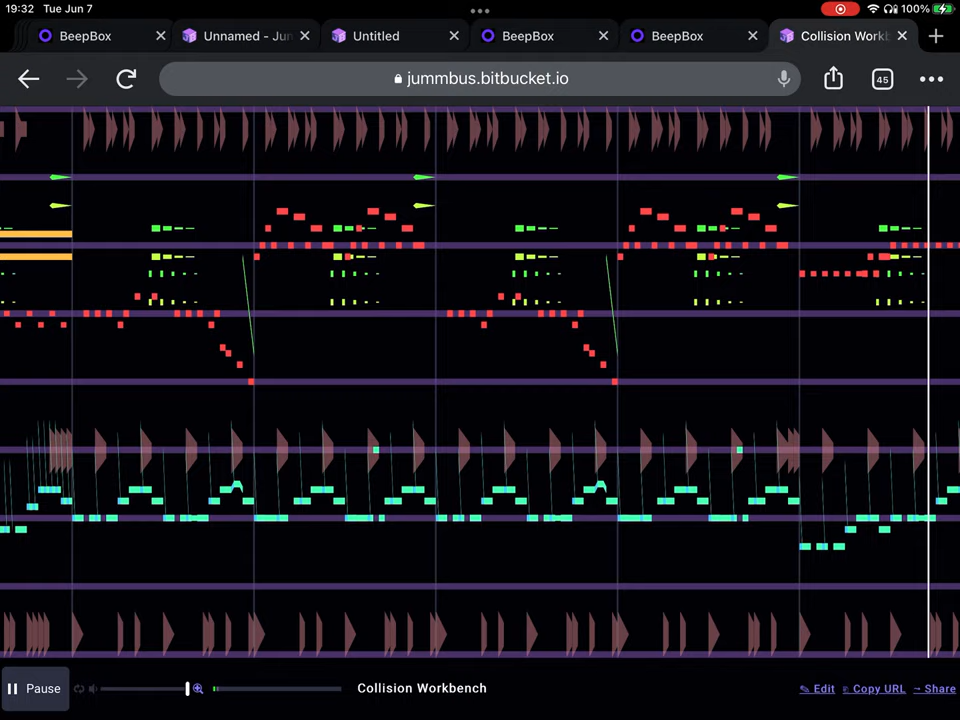 19:32 Tue Jun 7 100%
BeepBox Unnamed - Jun Untitled BeepBox BeepBox Collision Workb
jummbus.bitbucket.io 45
Pause Collision Workbench Edit Copy URL Share